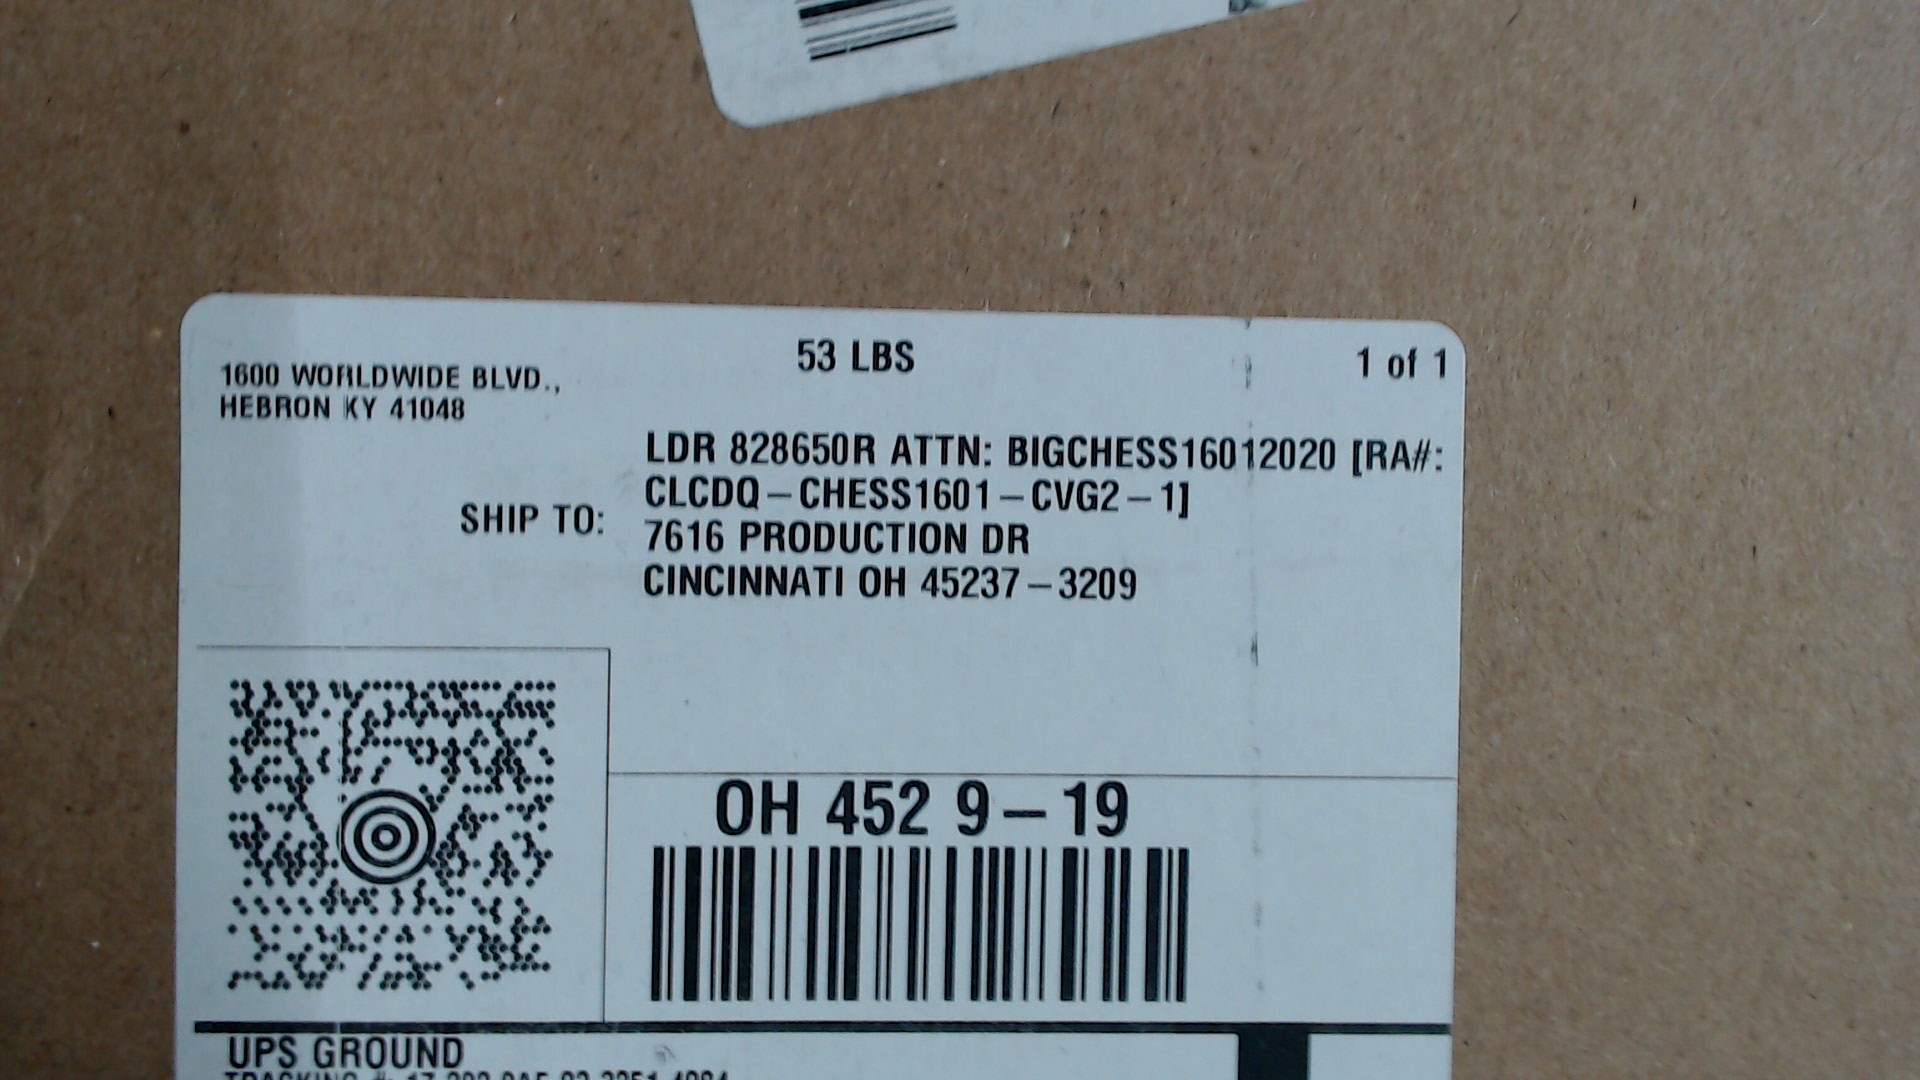 1600 WORLDWIDE BLVD.,
HEBRON KY 41048
53 LBS
1 of 1
SHIP TO:
LDR 828650R ATTN: BIGCHESS16012020 [RA#:
CLCDQ-CHESS1601-CVG2-1]
7616 PRODUCTION DR
CINCINNATI OH 45237-3209
OH 452 9-19
UPS GROUND